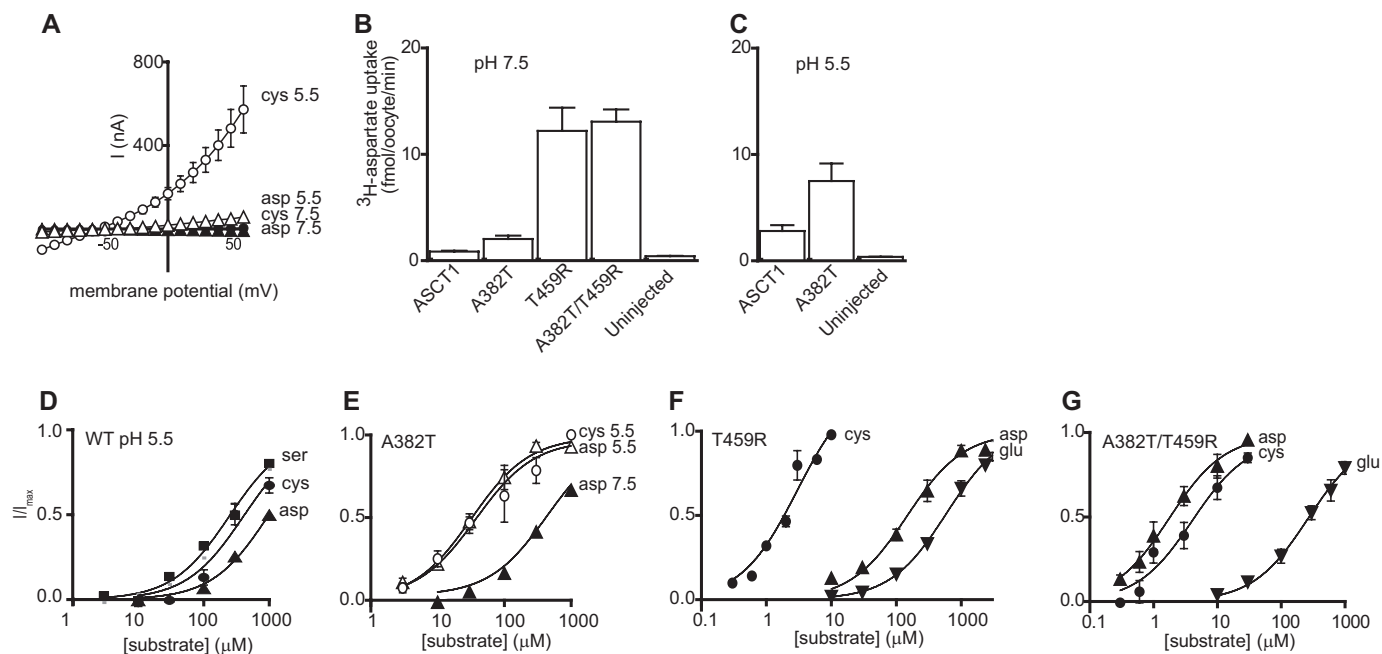 A
800
400
I (nA)
cys 5.5
asp 5.5
cys 7.5
asp 7.5
-50
50
membrane potential (mV)
B
³H-aspartate uptake
(fmol/oocyte/min)
20
10
0
pH 7.5
ASCT1
A382T
T459R
A382T/T459R
Uninjected
C
20
10
0
pH 5.5
ASCT1
A382T
Uninjected
D
WT pH 5.5
I/Imax
1.0
0.5
0.0
ser
cys
asp
1
10
100
1000
[substrate] (μM)
E
A382T
1.0
0.5
0.0
cys 5.5
asp 5.5
asp 7.5
1
10
100
1000
[substrate] (μM)
F
T459R
1.0
0.5
0.0
cys
asp
glu
0.1
1
10
100
1000
[substrate] (μM)
G
A382T/T459R
1.0
0.5
0.0
asp
cys
glu
0.1
1
10
100
1000
[substrate] (μM)